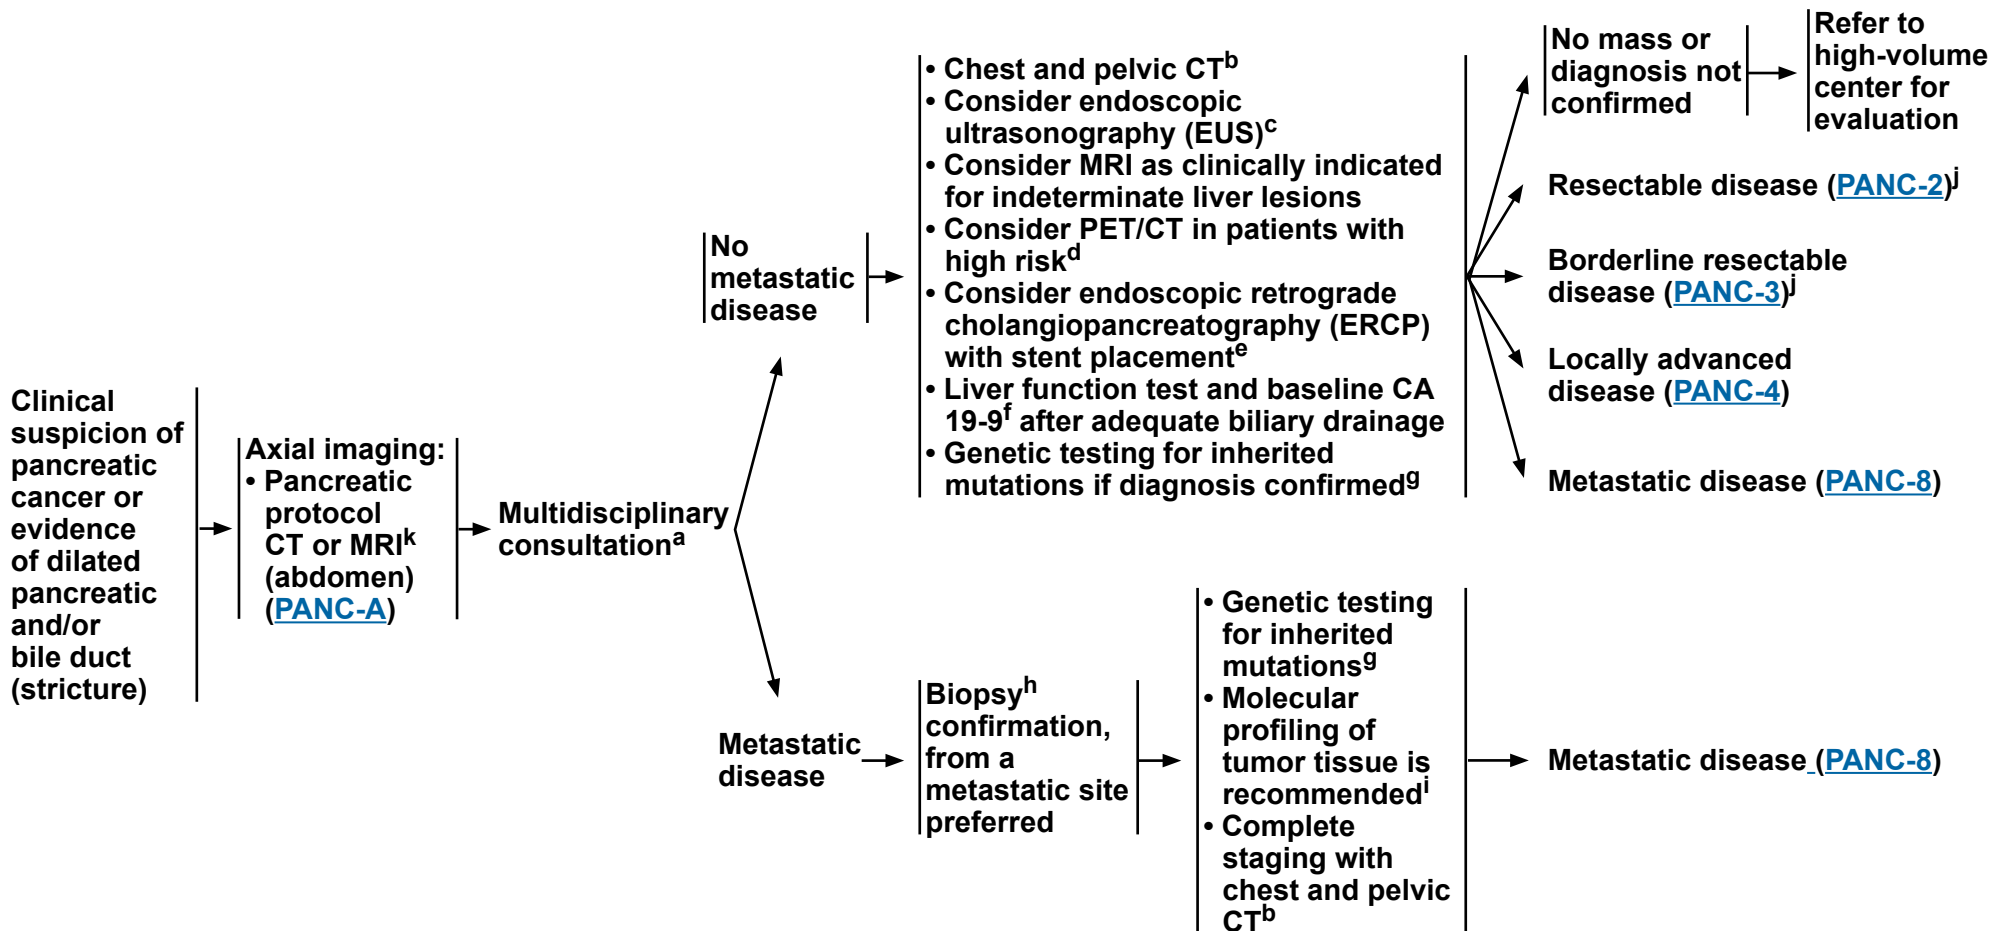 Clinical
suspicion of
pancreatic
cancer or
evidence
of dilated
pancreatic
and/or
bile duct
(stricture)
Axial imaging:
• Pancreatic
protocol
CT or MRIk
(abdomen)
(PANC-A)
Multidisciplinary
consultationa
No
metastatic
disease
• Chest and pelvic CTb
• Consider endoscopic
ultrasonography (EUS)c
• Consider MRI as clinically indicated
for indeterminate liver lesions
• Consider PET/CT in patients with
high riskd
• Consider endoscopic retrograde
cholangiopancreatography (ERCP)
with stent placemente
• Liver function test and baseline CA
19-9f after adequate biliary drainage
• Genetic testing for inherited
mutations if diagnosis confirmedg
No mass or
diagnosis not
confirmed
Refer to
high-volume
center for
evaluation
Resectable disease (PANC-2)j
Borderline resectable
disease (PANC-3)j
Locally advanced
disease (PANC-4)
Metastatic disease (PANC-8)
Metastatic
disease
Biopsyh
confirmation,
from a
metastatic site
preferred
• Genetic testing
for inherited
mutationsg
• Molecular
profiling of
tumor tissue is
recommendedi
• Complete
staging with
chest and pelvic
CTb
Metastatic disease (PANC-8)